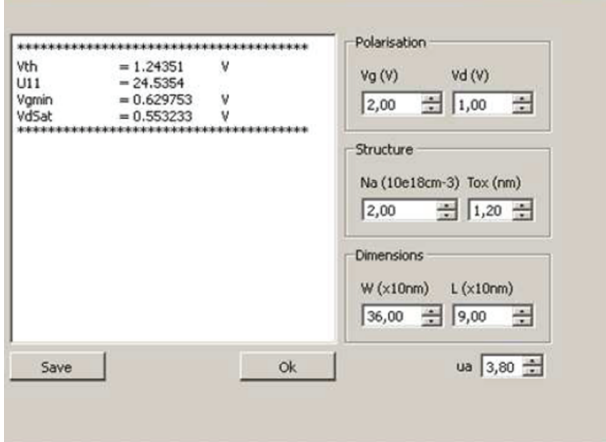 ****************************************
Vth = 1.24351 V
U11 = 24.5354
Vgmin = 0.629753 V
VdSat = 0.553233 V
****************************************
Polarisation
Vg (V) Vd (V)
2,00 1,00
Structure
Na (10e18cm-3) Tox (nm)
2,00 1,20
Dimensions
W (x10nm) L (x10nm)
36,00 9,00
Save Ok ua 3,80